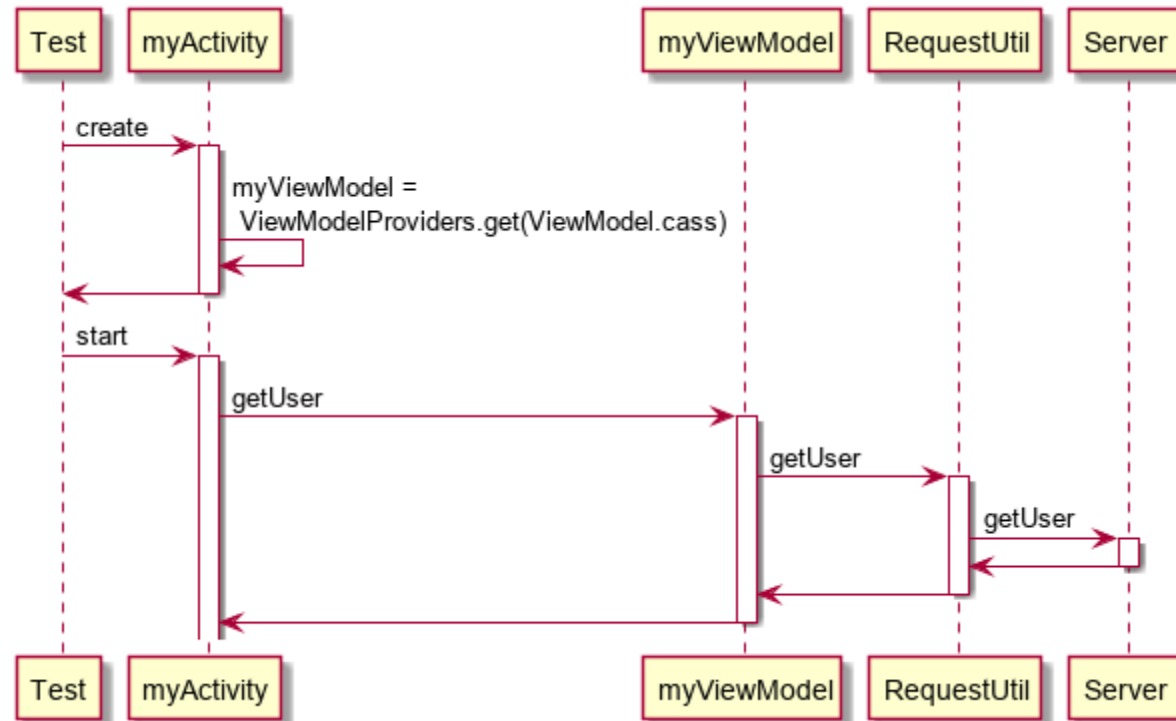 Test
myActivity
myViewModel
RequestUtil
Server
create
myViewModel =
ViewModelProviders.get(ViewModel.cass)
start
getUser
getUser
getUser
Test
myActivity
myViewModel
RequestUtil
Server